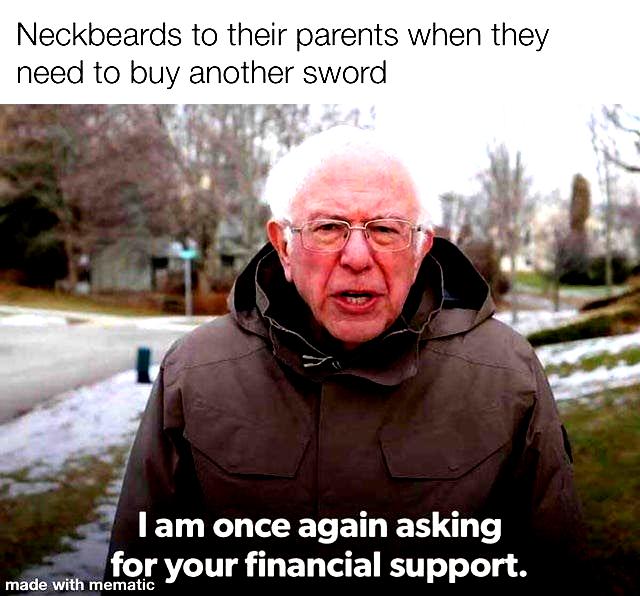 Neckbeards to their parents when they
need to buy another sword
I am once again asking
for your financial support.
made with mematic